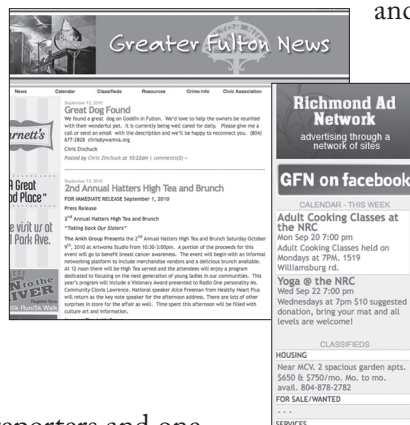 and
Greater Fulton News
News Calendar Classifieds Resources Crime Info Civic Association
September 13, 2010
Great Dog Found
We found a great dog on Goddin in Fulton. We'd love to help the owners be reunited
with their wonderful pet. It is currently being well cared for daily. Please give me a
call or send an email with the description and we'll be happy to reconnect you. (804)
677-2828 chris@ywamva.org
Chris Zinchuck
Posted by Chris Zinchuck at 10:22am | comments(0) ~
September 13, 2010
2nd Annual Hatters High Tea and Brunch
FOR IMMEDIATE RELEASE September 1, 2010
Press Release
2nd Annual Hatters High Tea and Brunch
"Taking Back Our Sisters"
The Ankh Group Presents the 2nd Annual Hatters High Tea and Brunch Saturday October
9th, 2010 at Artworks from 10:30-3:00pm. A portion of the proceeds for this
event will go to benefit breast cancer awareness. The event will begin with an informal
networking platform to include merchandise vendors and a delicious brunch available.
At 12 noon there will be High Tea served and the attendees will enjoy a program
dedicated to focusing on the next generation of young ladies in our communities. This
year's program will include a Visionary Award presented to Radio One personality Ms.
Community Clovia Lawrence. National speaker Alice Freeman from Healthy Heart Plus
will return as the key note speaker for the afternoon address. There are lots of other
surprises in store for the affair as well. Time spent this afternoon will be filled with
culture art and information.
rnett's
A Great
d Place"
e visit us at
Park Ave.
N to the
IVER
10k Run/5k Walk
Richmond Ad
Network
advertising through a
network of sites
GFN on facebook
CALENDAR - THIS WEEK
Adult Cooking Classes at
the NRC
Mon Sep 20 7:00 pm
Adult Cooking Classes held on
Mondays at 7PM. 1519
Williamsburg rd.
Yoga @ the NRC
Wed Sep 22 7:00 pm
Wednesdays at 7pm $10 suggested
donation, bring your mat and all
levels are welcome!
CLASSIFIEDS
HOUSING
Near MCV. 2 spacious garden apts.
$650 & $750/mo. Mo. to mo.
avail. 804-878-2782
FOR SALE/WANTED
- - -
SERVICES
reporters and one